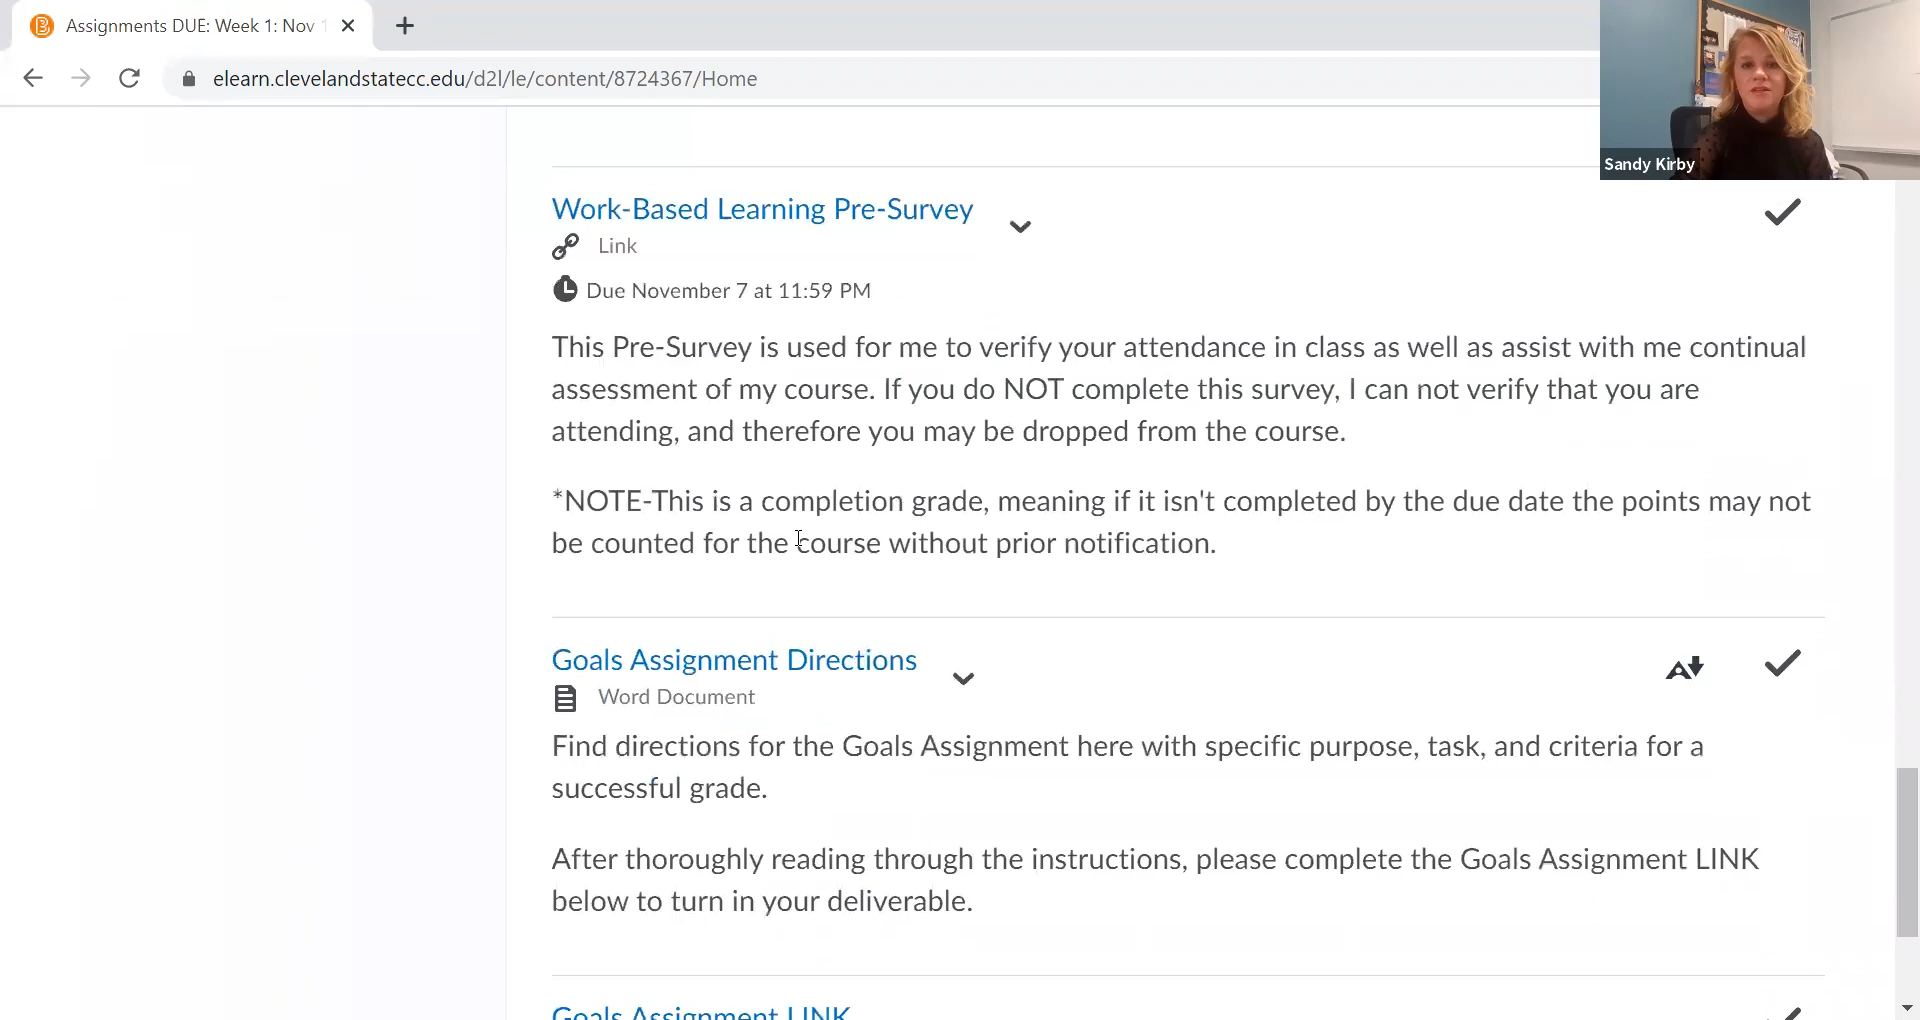 Assignments DUE: Week 1: Nov 1
elearn.clevelandstatecc.edu/d2l/le/content/8724367/Home
Sandy Kirby
Work-Based Learning Pre-Survey
Link
Due November 7 at 11:59 PM
This Pre-Survey is used for me to verify your attendance in class as well as assist with me continual
assessment of my course. If you do NOT complete this survey, I can not verify that you are
attending, and therefore you may be dropped from the course.
*NOTE-This is a completion grade, meaning if it isn't completed by the due date the points may not
be counted for the course without prior notification.
Goals Assignment Directions
Word Document
Find directions for the Goals Assignment here with specific purpose, task, and criteria for a
successful grade.
After thoroughly reading through the instructions, please complete the Goals Assignment LINK
below to turn in your deliverable.
Goals Assignment LINK